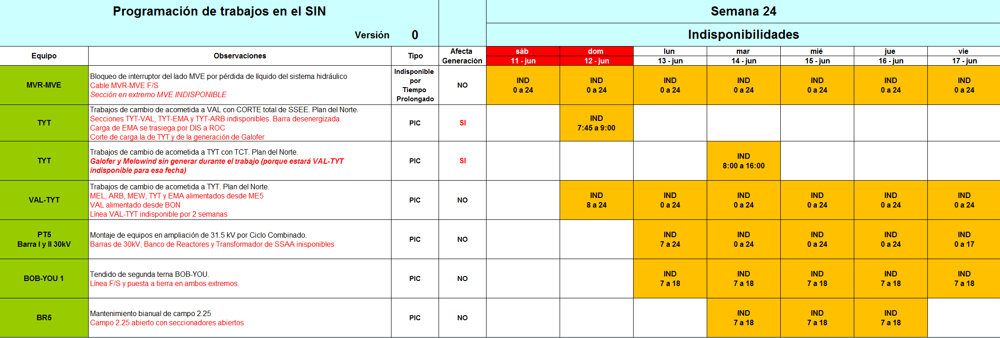 Programación de trabajos en el SIN
Versión 0
Semana 24
Indisponibilidades
Equipo
Observaciones
Tipo
Afecta
Generación
sáb
dom
lun
mar
mié
jue
vie
11 - jun
12 - jun
13 - jun
14 - jun
15 - jun
16 - jun
17 - jun
MVR-MVE
Bloqueo de interruptor del lado MVE por pérdida de líquido del sistema hidráulico
Cable MVR-MVE F/S
Sección en extremo MVE INDISPONIBLE
Indisponible
por
Tiempo
Prolongado
NO
IND
0 a 24
IND
0 a 24
IND
0 a 24
IND
0 a 24
IND
0 a 24
IND
0 a 24
IND
0 a 24
TYT
Trabajos de cambio de acometida a VAL con CORTE total de SSEE. Plan del Norte.
Secciones TYT-VAL, TYT-EMA y TYT-ARB indisponibles. Barra desenergizada.
Carga de EMA se trasiega por DIS a ROC
Corte de carga la de TYT y de la generación de Galofer
PIC
SI
IND
7:45 a 9:00
TYT
Trabajos de cambio de acometida a TYT con TCT. Plan del Norte.
Galofer y Melowind sin generar durante el trabajo (porque estará VAL-TYT
indisponible para esa fecha)
PIC
SI
IND
8:00 a 16:00
VAL-TYT
Trabajos de cambio de acometida a TYT. Plan del Norte.
MEL, ARB, MEW, TYT y EMA alimentados desde ME5
VAL alimentado desde BON
Línea VAL-TYT indisponible por 2 semanas
PIC
NO
IND
8 a 24
IND
0 a 24
IND
0 a 24
IND
0 a 24
IND
0 a 24
IND
0 a 24
PT5
Barra I y II 30kV
Montaje de equipos en ampliación de 31.5 kV por Ciclo Combinado.
Barras de 30kV, Banco de Reactores y Transformador de SSAA inisponibles
PIC
NO
IND
7 a 24
IND
0 a 24
IND
0 a 24
IND
0 a 24
IND
0 a 17
BOB-YOU 1
Tendido de segunda terna BOB-YOU.
Línea F/S y puesta a tierra en ambos extremos.
PIC
NO
IND
7 a 18
IND
7 a 18
IND
7 a 18
IND
7 a 18
IND
7 a 18
BR5
Mantenimiento bianual de campo 2.25
Campo 2.25 abierto con seccionadores abiertos
PIC
NO
IND
7 a 18
IND
7 a 18
IND
7 a 18